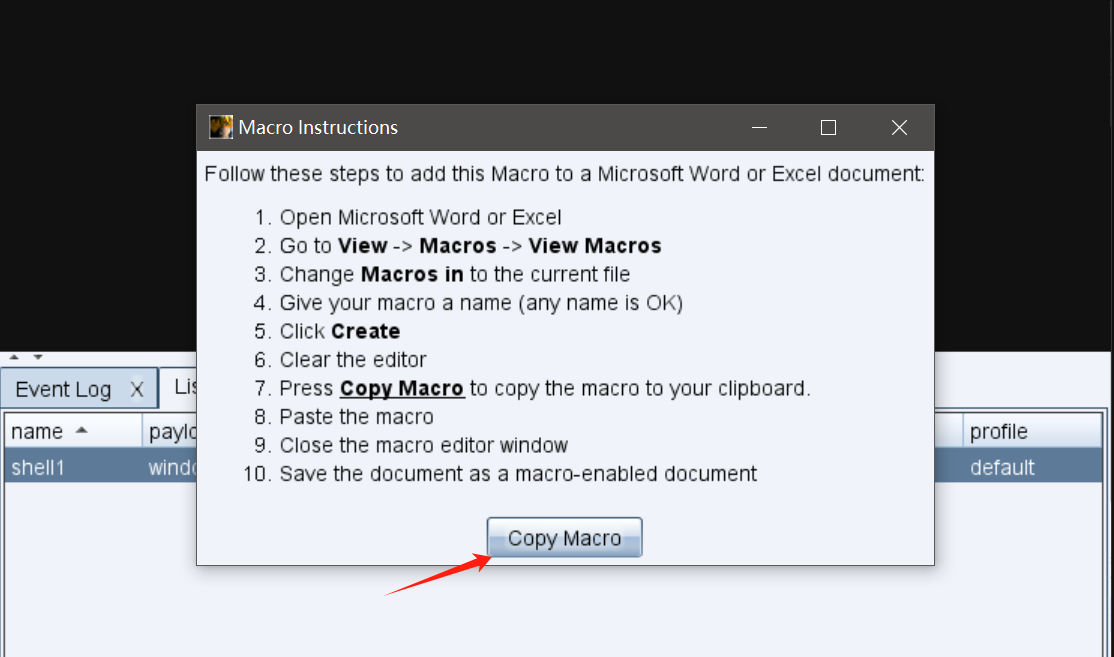 Macro Instructions
Follow these steps to add this Macro to a Microsoft Word or Excel document:
1. Open Microsoft Word or Excel
2. Go to View -> Macros -> View Macros
3. Change Macros in to the current file
4. Give your macro a name (any name is OK)
5. Click Create
6. Clear the editor
7. Press Copy Macro to copy the macro to your clipboard.
8. Paste the macro
9. Close the macro editor window
10. Save the document as a macro-enabled document
Copy Macro
Event Log X
name profile
shell1 default